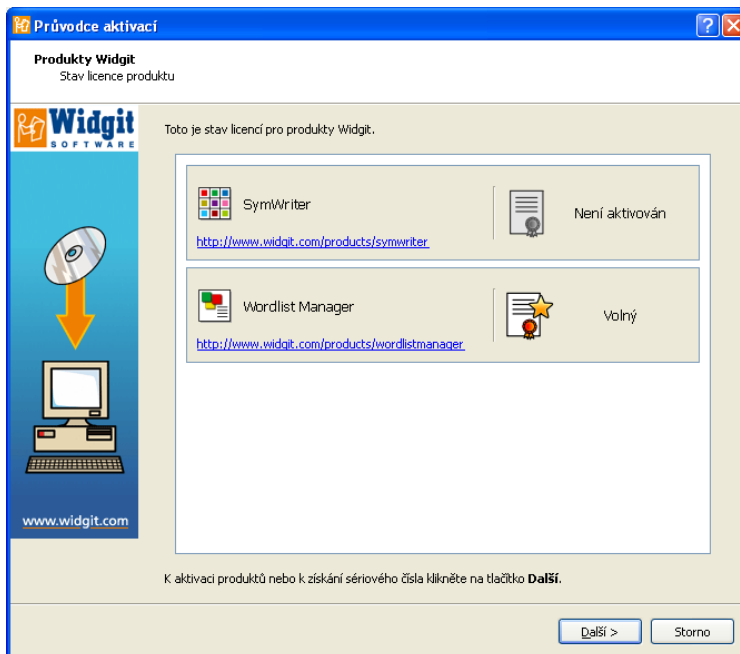 Průvodce aktivací
Produkty Widgit
Stav licence produktu
Widgit
SOFTWARE
Toto je stav licencí pro produkty Widgit.
SymWriter
Není aktivován
http://www.widgit.com/products/symwriter
Wordlist Manager
Volný
http://www.widgit.com/products/wordlistmanager
www.widgit.com
K aktivaci produktů nebo k získání sériového čísla klikněte na tlačítko Další.
Další >
Storno